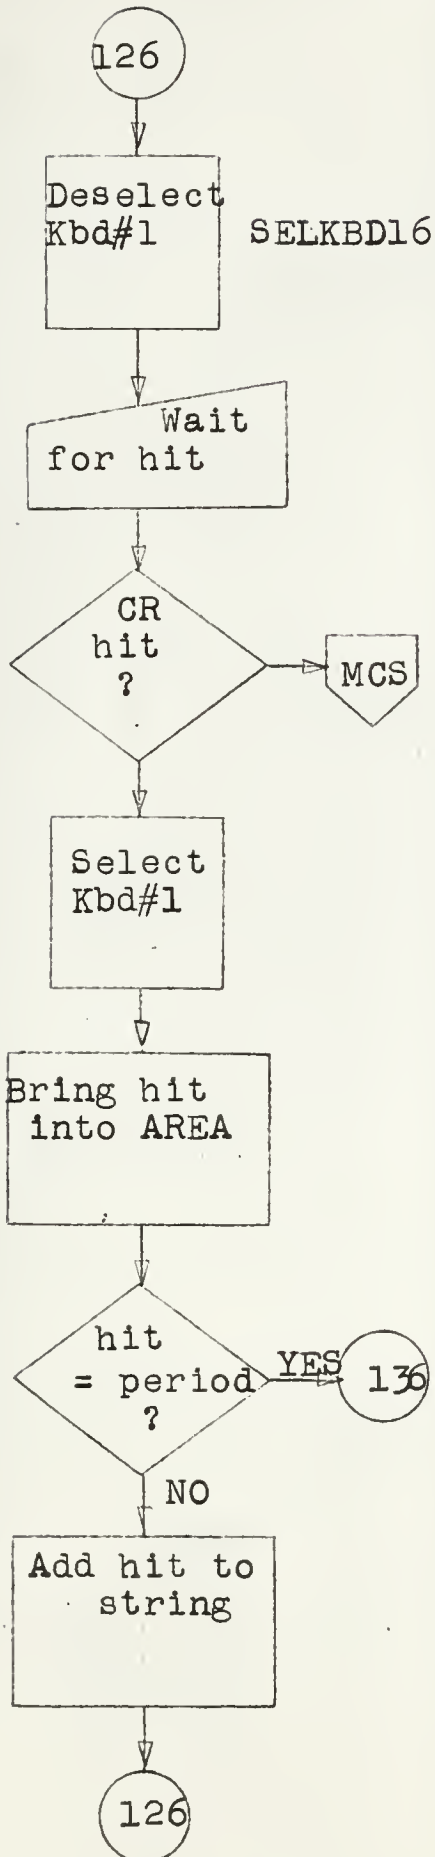 126
Deselect
Kbd#1
SELKBD16
Wait
for hit
CR
hit
?
MCS
Select
Kbd#1
Bring hit
into AREA
hit
= period
?
YES
136
NO
Add hit to
string
126